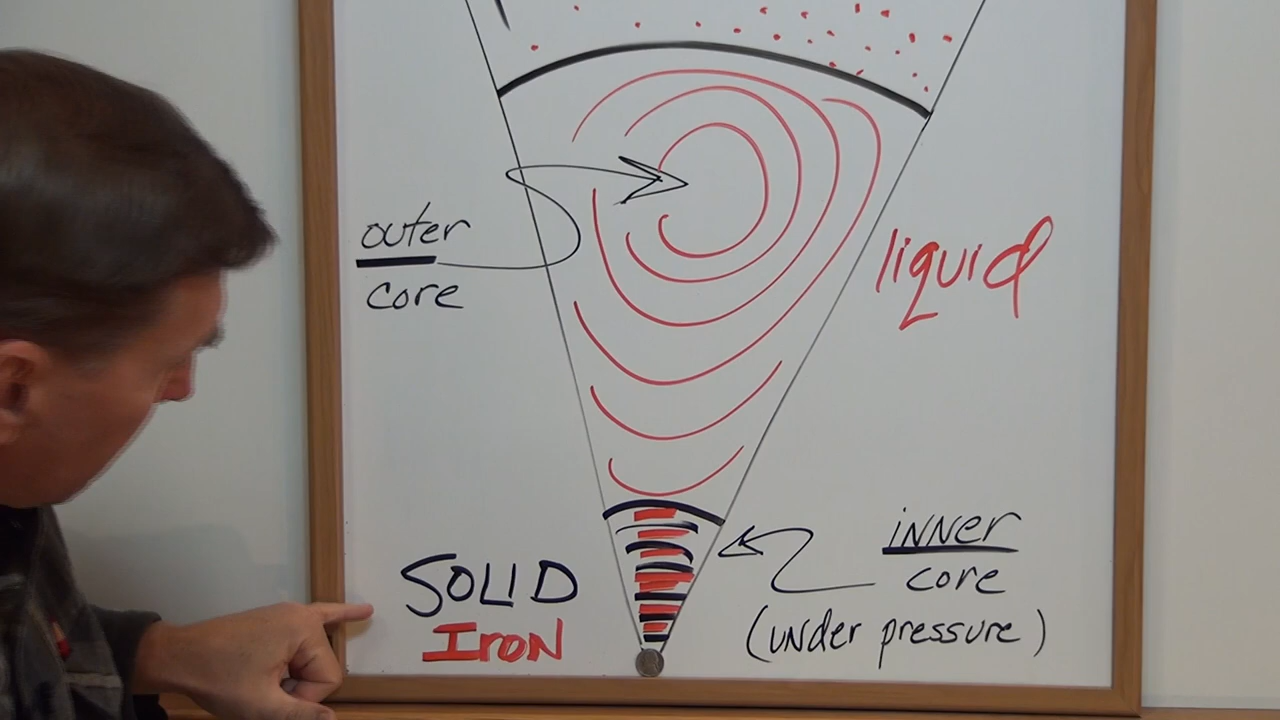 outer
core
liquid
inner
core
(under pressure)
SOLID
Iron